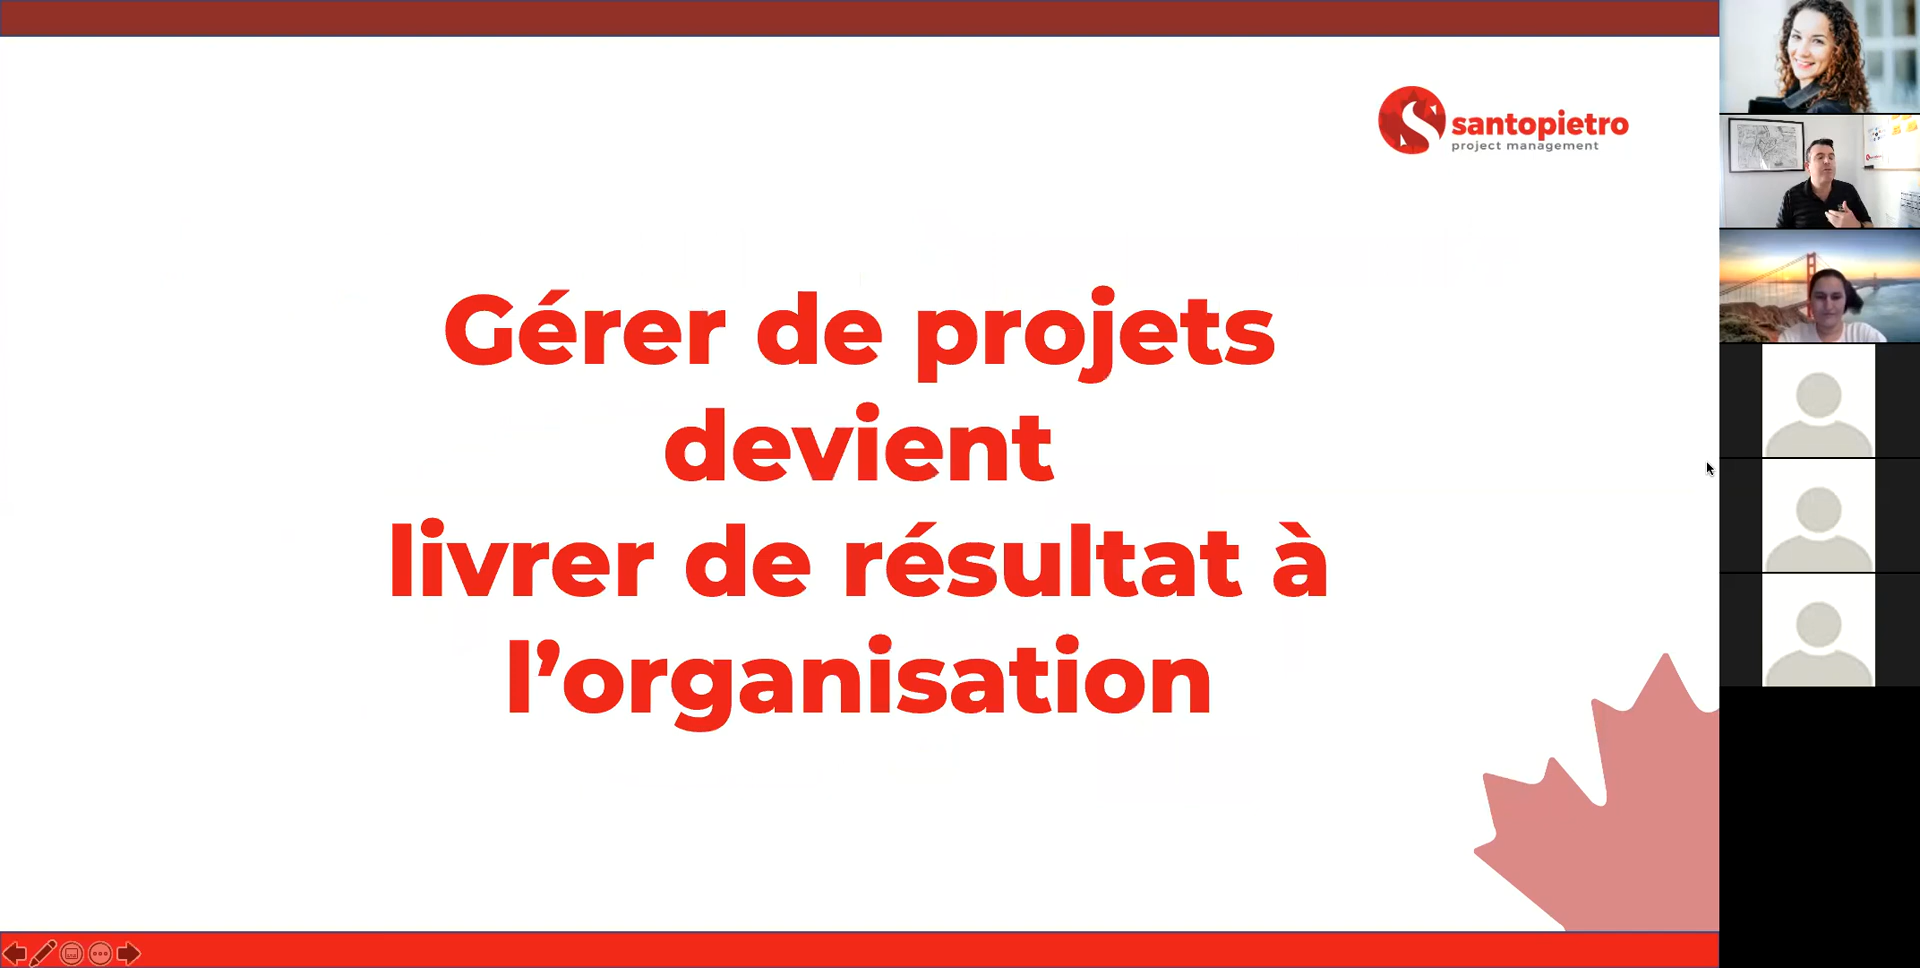 santopietro
project management
Gérer de projets
devient
livrer de résultat à
l’organisation